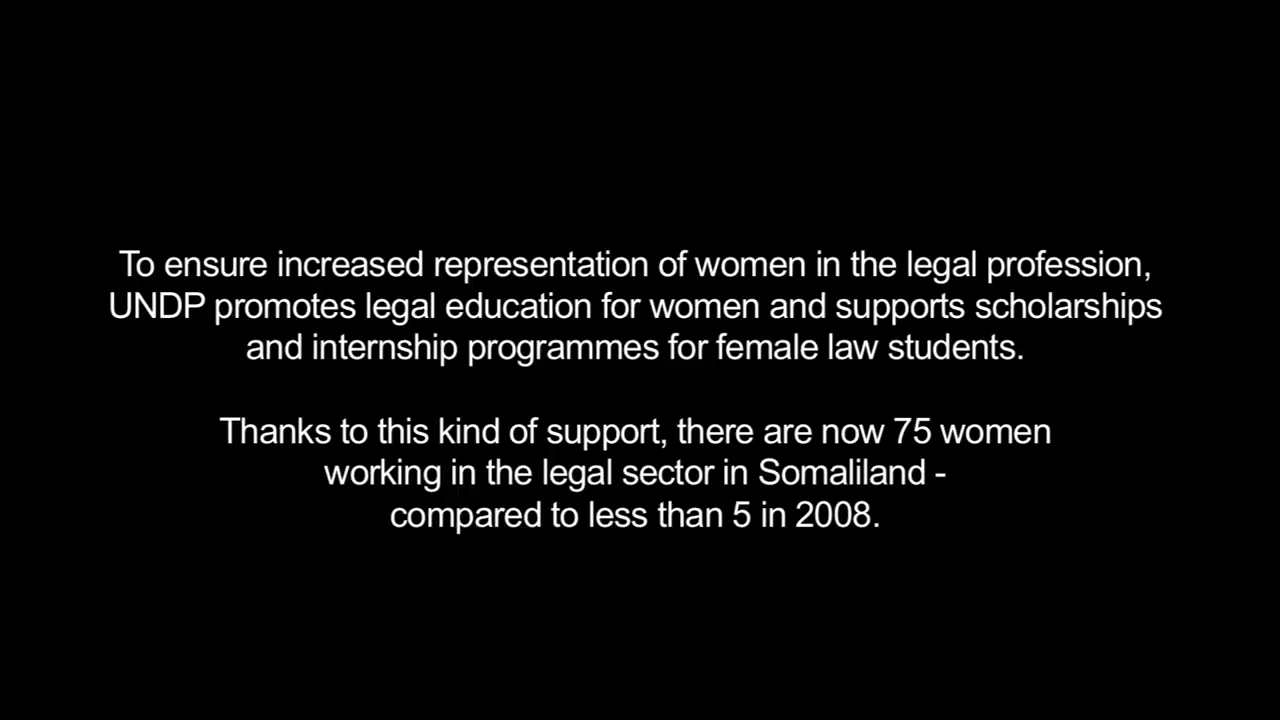 To ensure increased representation of women in the legal profession,
UNDP promotes legal education for women and supports scholarships
and internship programmes for female law students.
Thanks to this kind of support, there are now 75 women
working in the legal sector in Somaliland -
compared to less than 5 in 2008.